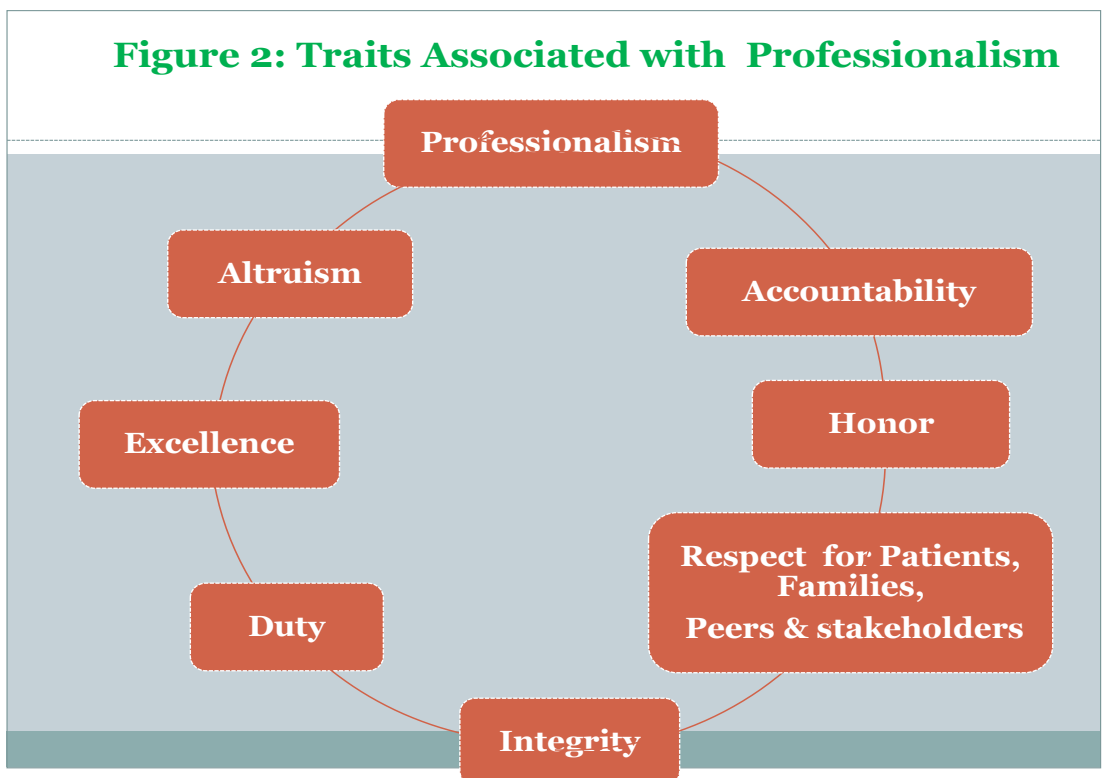 Figure 2: Traits Associated with Professionalism
Professionalism
Altruism
Accountability
Honor
Excellence
Respect for Patients,
Families,
Peers & stakeholders
Duty
Integrity